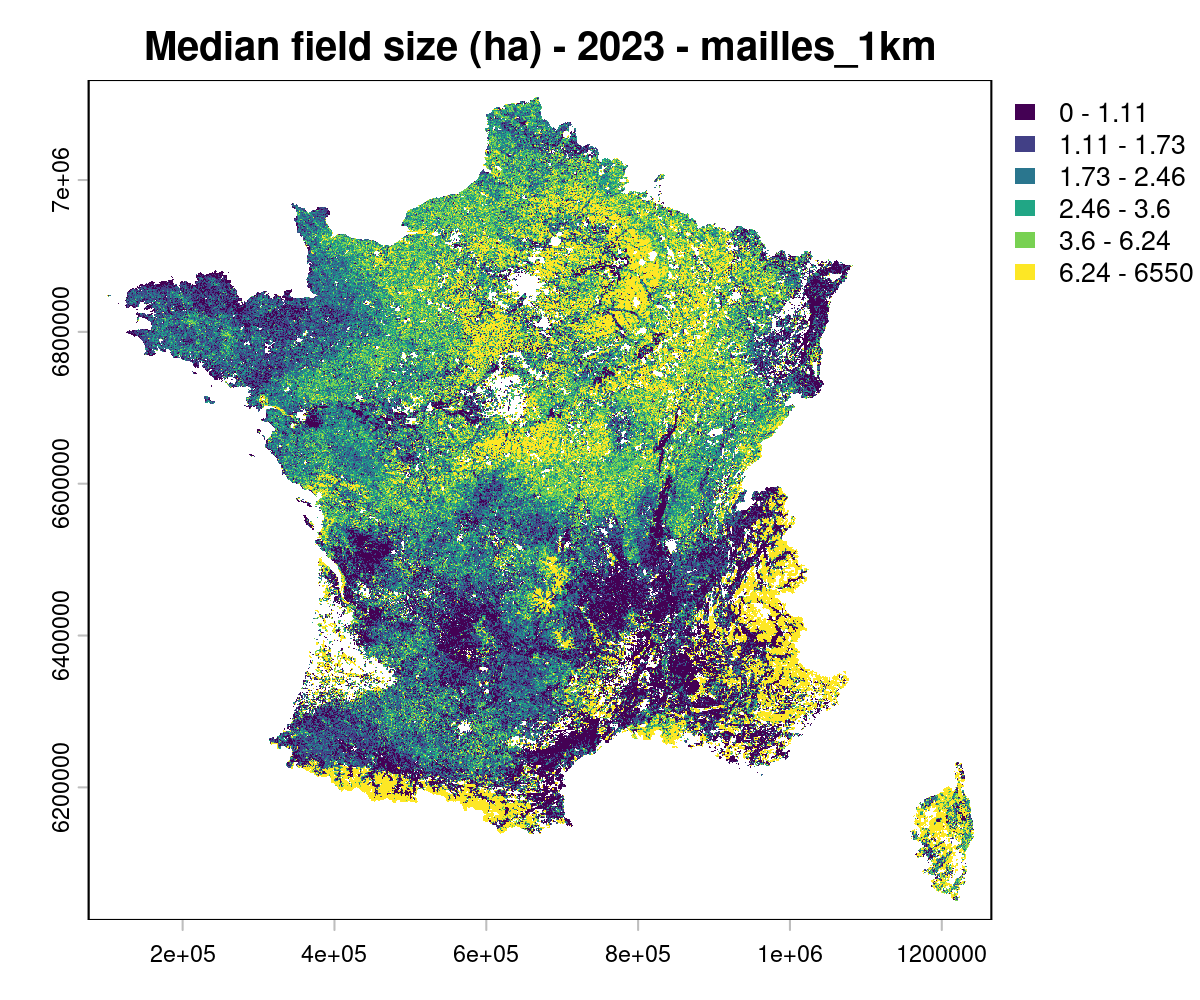 Median field size (ha) - 2023 - mailles_1km
0 - 1.11
1.11 - 1.73
1.73 - 2.46
2.46 - 3.6
3.6 - 6.24
6.24 - 6550
7e+06
6800000
6600000
6400000
6200000
2e+05 4e+05 6e+05 8e+05 1e+06 1200000